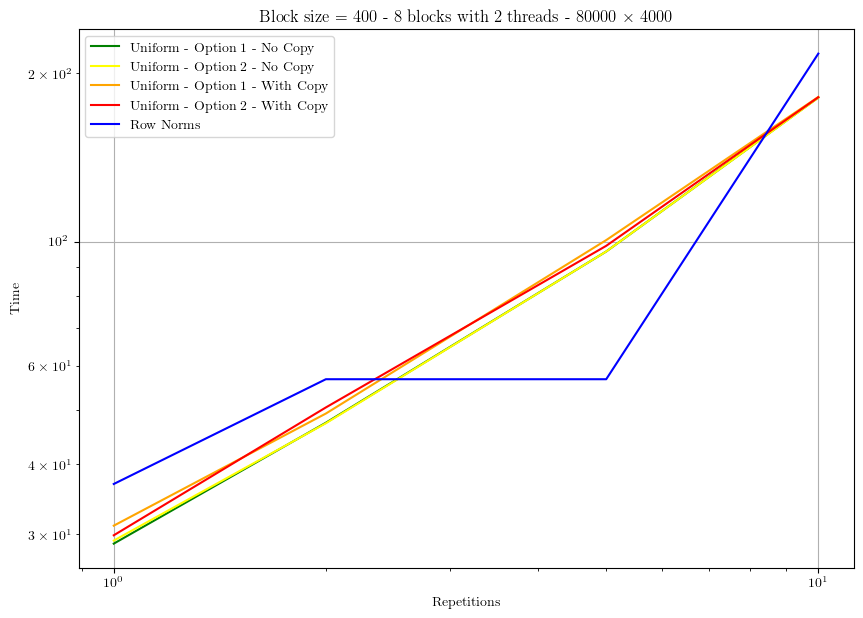 Block size = 400 - 8 blocks with 2 threads - 80000 × 4000
Uniform - Option 1 - No Copy
Uniform - Option 2 - No Copy
Uniform - Option 1 - With Copy
Uniform - Option 2 - With Copy
Row Norms
2 × 10²
10²
6 × 10¹
4 × 10¹
3 × 10¹
Time
10⁰
10¹
Repetitions